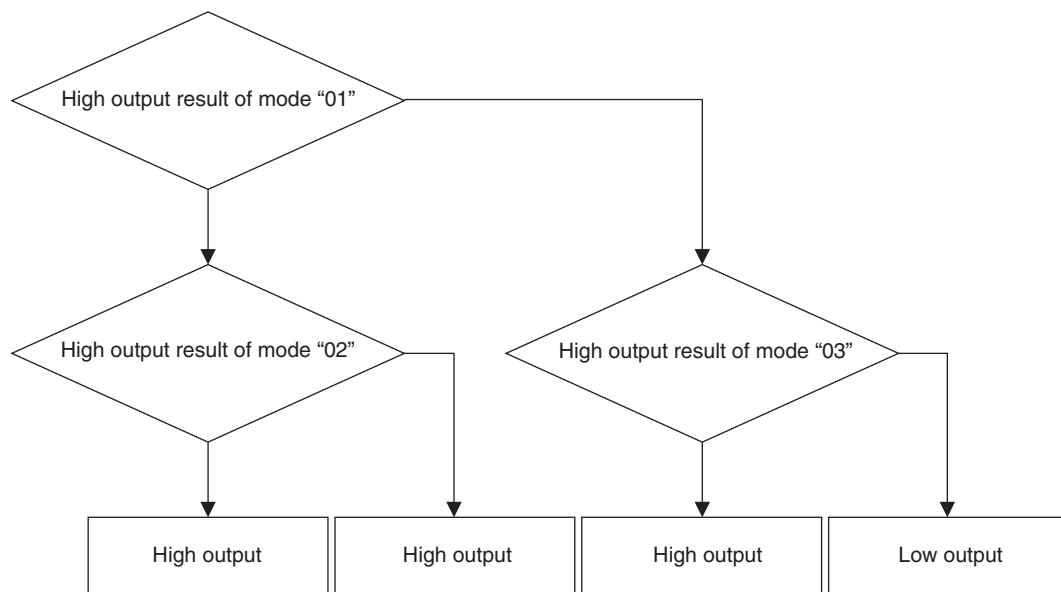 High output result of mode “01”
High output result of mode “02”
High output result of mode “03”
High output
High output
High output
Low output